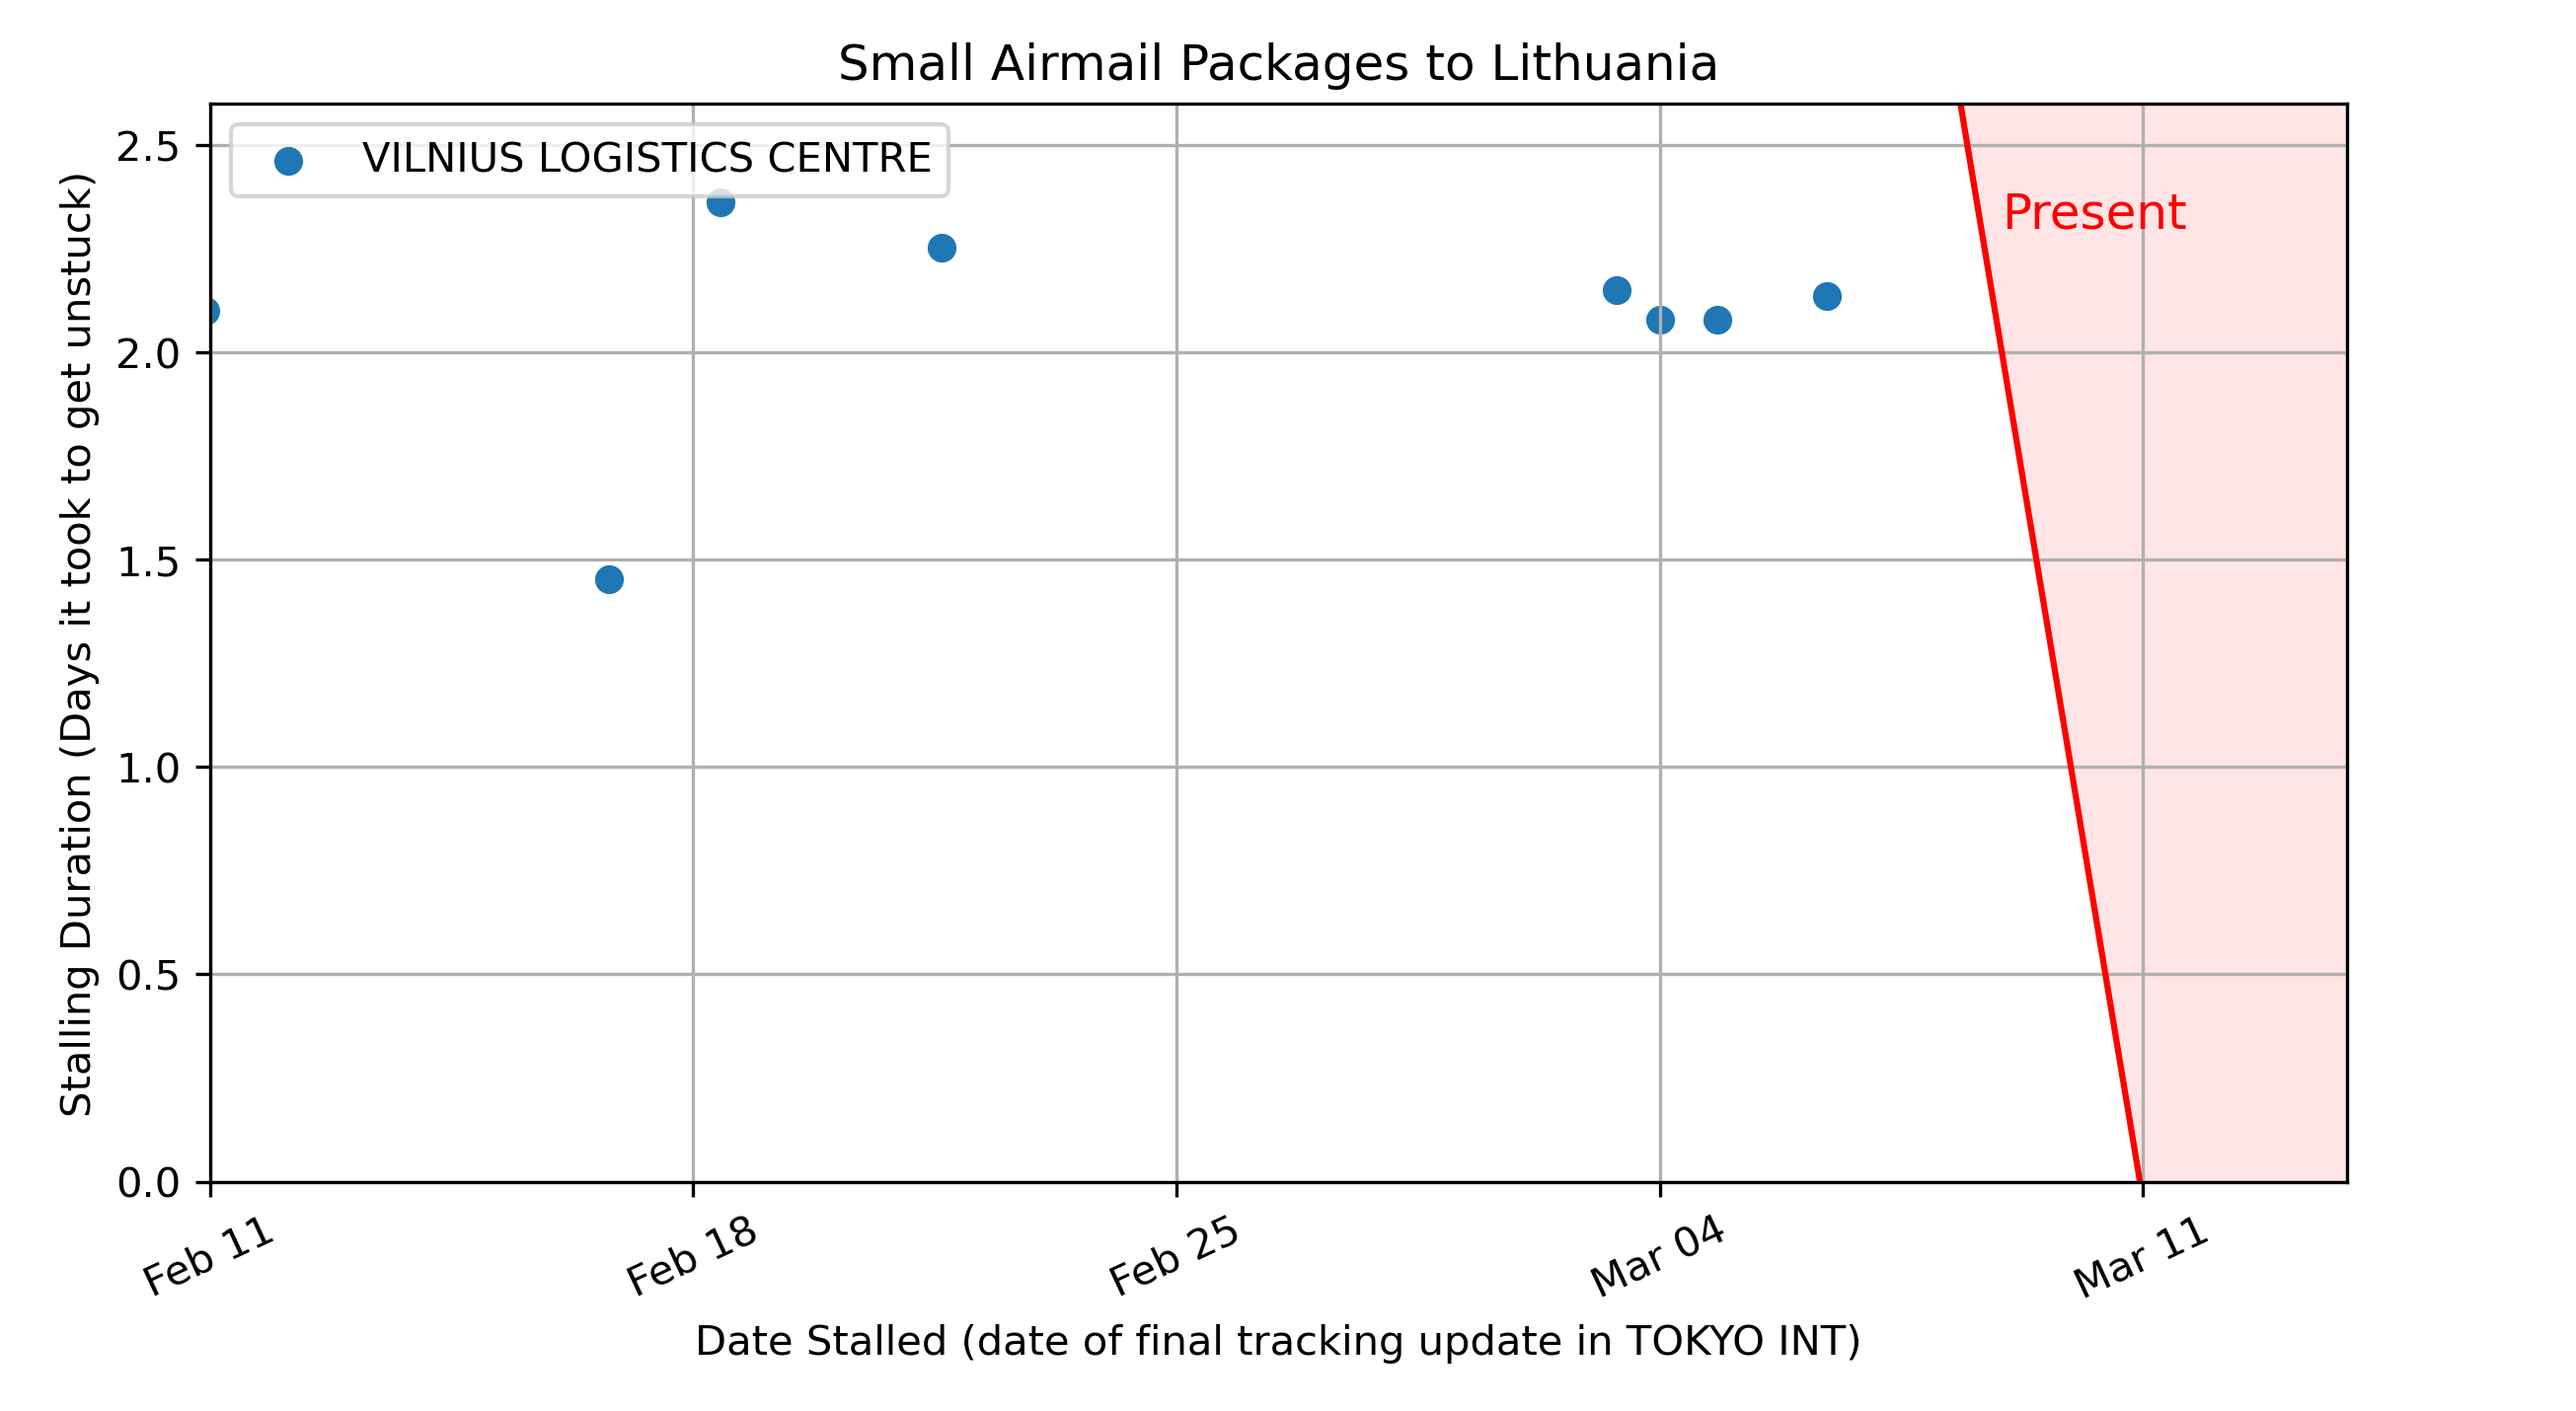 Small Airmail Packages to Lithuania
VILNIUS LOGISTICS CENTRE
Present
Stalling Duration (Days it took to get unstuck)
2.5
2.0
1.5
1.0
0.5
0.0
Feb 11
Feb 18
Feb 25
Mar 04
Mar 11
Date Stalled (date of final tracking update in TOKYO INT)